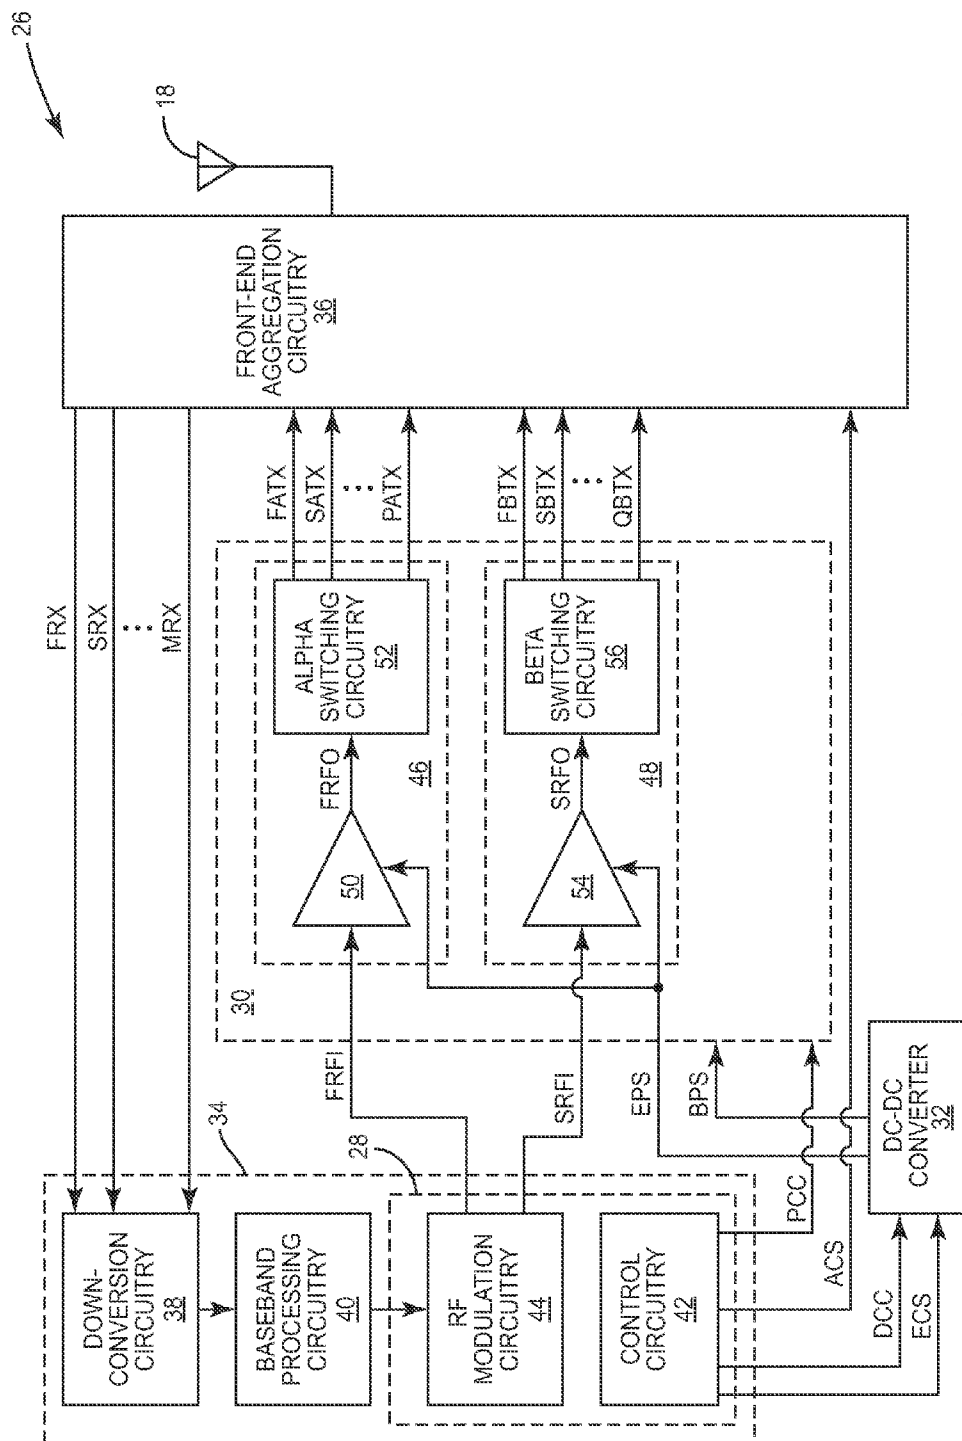 26
18
FRONT-END
AGGREGATION
CIRCUITRY
36
FRX
SRX
MRX
FATX
SATX
PATX
FBTX
SBTX
QBTX
ALPHA
SWITCHING
CIRCUITRY
52
BETA
SWITCHING
CIRCUITRY
56
FRFO
46
SRFO
48
50
54
30
FRFI
SRFI
EPS
BPS
PCC
ACS
DCC
ECS
DC-DC
CONVERTER
32
34
28
DOWN-
CONVERSION
CIRCUITRY
38
BASEBAND
PROCESSING
CIRCUITRY
40
RF
MODULATION
CIRCUITRY
44
CONTROL
CIRCUITRY
42